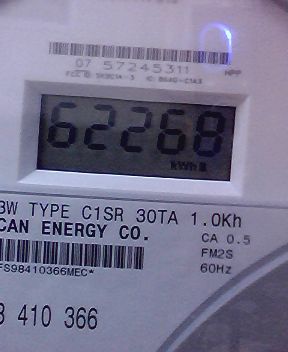 07 57245311
62268
kWh
3W TYPE C1SR 30TA 1.0Kh
CAN ENERGY CO.
CA 0.5
FM2S
60Hz
FS98410366MEC*
410 366